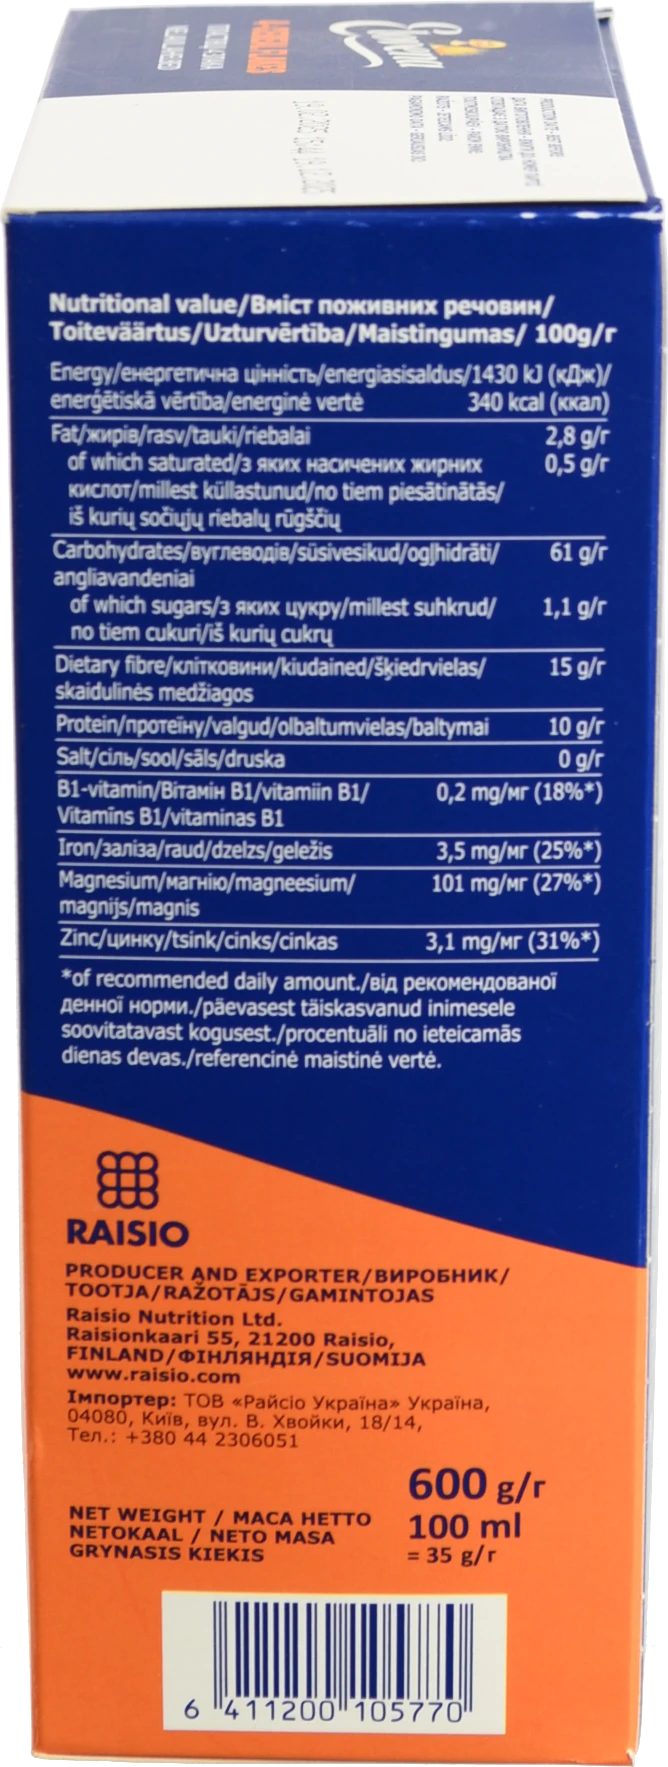 Elovena
Nutritional value/Вміст поживних речовин/
Toiteväärtus/Uzturvērtība/Maistingumas/ 100g/г
Energy/енергетична цінність/energiasisaldus/1430 kJ (кДж)/
enerģētiskā vērtība/energinė vertė 340 kcal (ккал)
Fat/жирів/rasv/tauki/riebalai 2,8 g/г
of which saturated/з яких насичених жирних 0,5 g/г
кислот/millest küllastunud/no tiem piesātinātās/
iš kurių sočiųjų riebalų rūgščių
Carbohydrates/вуглеводів/süsivesikud/ogļhidrāti/ 61 g/г
angliavandeniai
of which sugars/з яких цукру/millest suhkrud/ 1,1 g/г
no tiem cukuri/iš kurių cukrų
Dietary fibre/клітковини/kiudained/šķiedrvielas/ 15 g/г
skaidulinės medžiagos
Protein/протеїну/valgud/olbaltumvielas/baltymai 10 g/г
Salt/сіль/sool/sāls/druska 0 g/г
B1-vitamin/Вітамін B1/vitamiin B1/ 0,2 mg/мг (18%*)
Vitamīns B1/vitaminas B1
Iron/заліза/raud/dzelzs/geležis 3,5 mg/мг (25%*)
Magnesium/магнію/magneesium/ 101 mg/мг (27%*)
magnijs/magnis
Zinc/цинку/tsink/cinks/cinkas 3,1 mg/мг (31%*)
*of recommended daily amount./від рекомендованої
денної норми./päevasest täiskasvanud inimesele
soovitatavast kogusest./procentuāli no ieteicamās
dienas devas./referencinė maistinė vertė.
RAISIO
PRODUCER AND EXPORTER/ВИРОБНИК/
TOOTJA/RAŽOTĀJS/GAMINTOJAS
Raisio Nutrition Ltd.
Raisionkaari 55, 21200 Raisio,
FINLAND/ФІНЛЯНДІЯ/SUOMIJA
www.raisio.com
Імпортер: ТОВ «Райсіо Україна» Україна,
04080, Київ, вул. В. Хвойки, 18/14,
Тел.: +380 44 2306051
600 g/г
NET WEIGHT / МАСА НЕТТО 100 ml
NETOKAAL / NETO MASA
GRYNASIS KIEKIS = 35 g/г
6 411200 105770